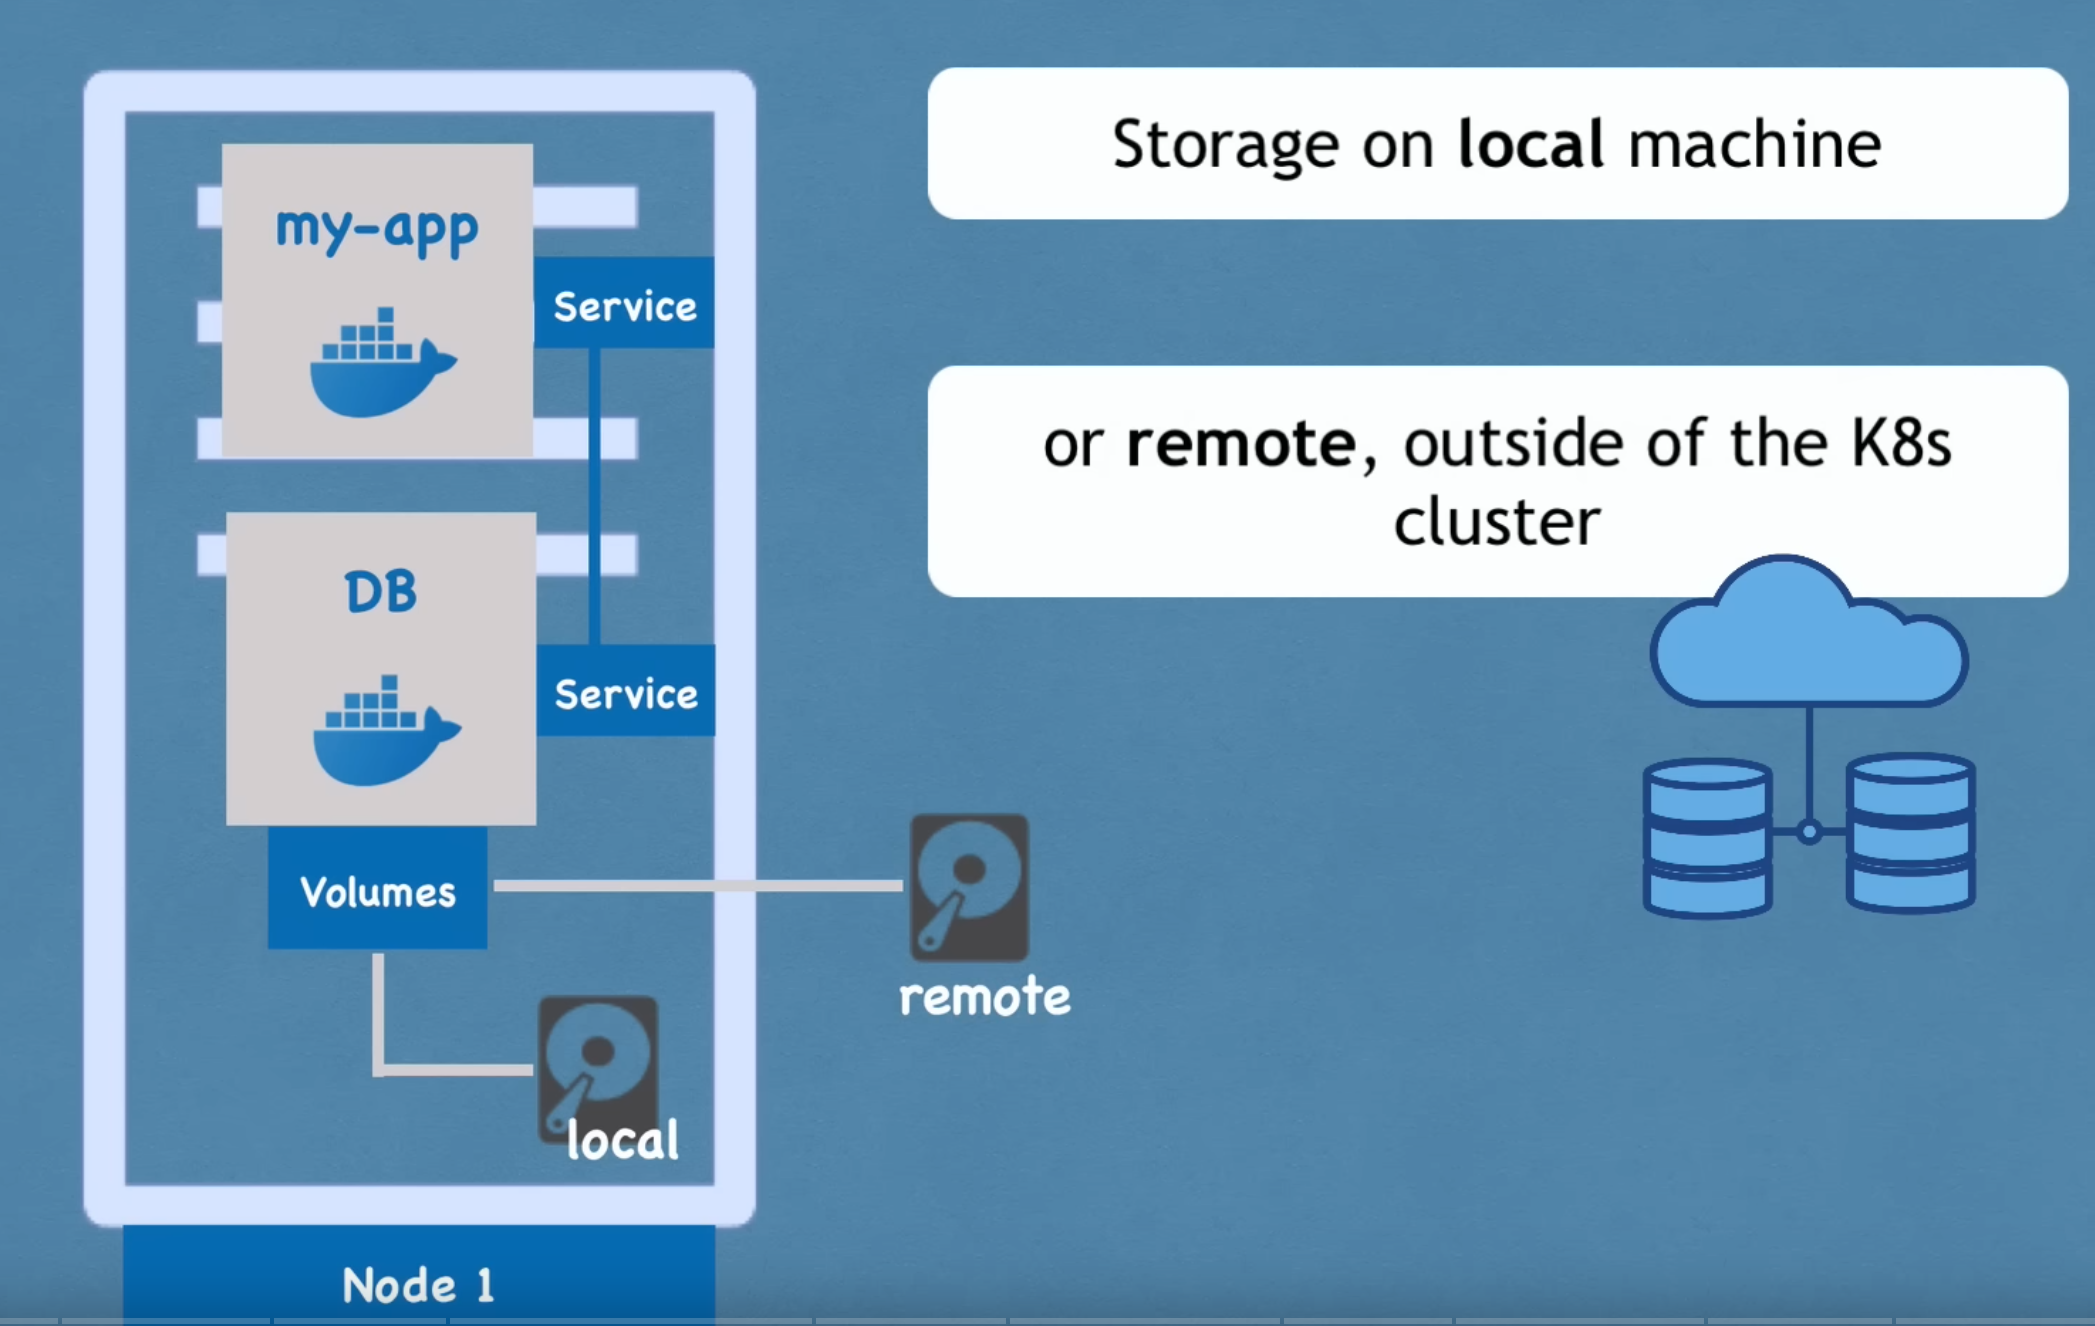 my-app
Service
DB
Service
Volumes
local
remote
Node 1
Storage on local machine
or remote, outside of the K8s
cluster